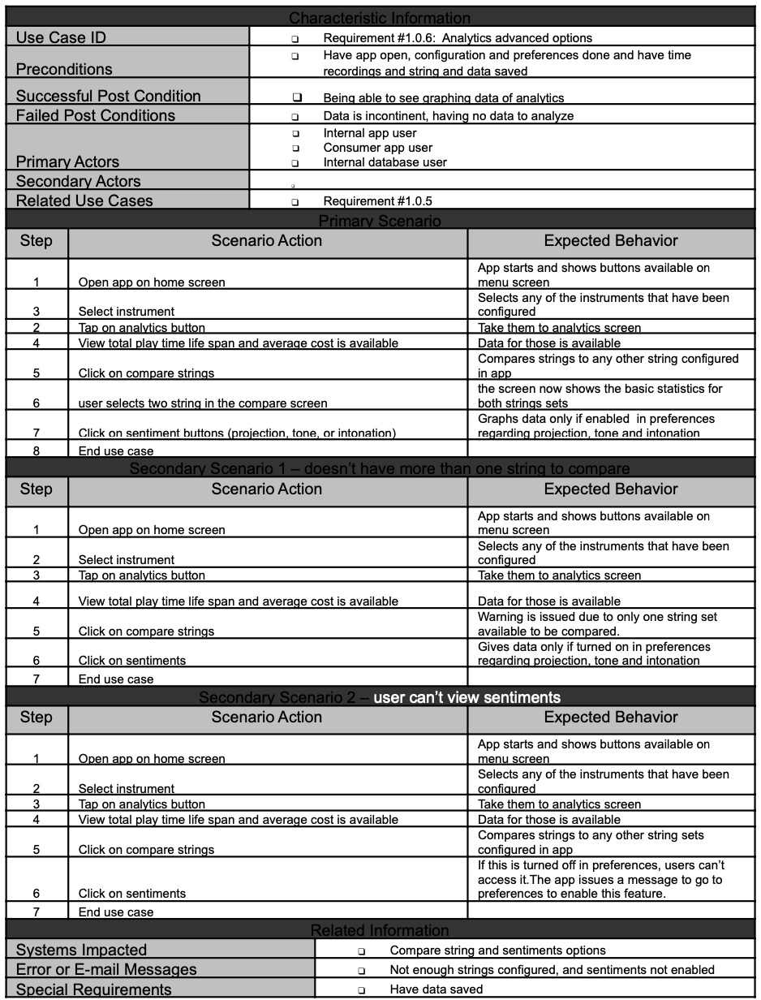 Characteristic Information
Use Case ID
❑ Requirement #1.0.6: Analytics advanced options
Preconditions
❑ Have app open, configuration and preferences done and have time
recordings and string and data saved
Successful Post Condition
❑ Being able to see graphing data of analytics
Failed Post Conditions
❑ Data is incontinent, having no data to analyze
Primary Actors
❑ Internal app user
❑ Consumer app user
❑ Internal database user
Secondary Actors
❑
Related Use Cases
❑ Requirement #1.0.5
Primary Scenario
Step Scenario Action Expected Behavior
1 Open app on home screen
App starts and shows buttons available on
menu screen
3 Select instrument
Selects any of the instruments that have been
configured
2 Tap on analytics button Take them to analytics screen
4 View total play time life span and average cost is available Data for those is available
5 Click on compare strings
Compares strings to any other string configured
in app
6 user selects two string in the compare screen
the screen now shows the basic statistics for
both strings sets
7 Click on sentiment buttons (projection, tone, or intonation)
Graphs data only if enabled in preferences
regarding projection, tone and intonation
8 End use case
Secondary Scenario 1 – doesn't have more than one string to compare
Step Scenario Action Expected Behavior
1 Open app on home screen
App starts and shows buttons available on
menu screen
2 Select instrument
Selects any of the instruments that have been
configured
3 Tap on analytics button Take them to analytics screen
4 View total play time life span and average cost is available Data for those is available
5 Click on compare strings
Warning is issued due to only one string set
available to be compared.
6 Click on sentiments
Gives data only if turned on in preferences
regarding projection, tone and intonation
7 End use case
Secondary Scenario 2 – user can't view sentiments
Step Scenario Action Expected Behavior
1 Open app on home screen
App starts and shows buttons available on
menu screen
2 Select instrument
Selects any of the instruments that have been
configured
3 Tap on analytics button Take them to analytics screen
4 View total play time life span and average cost is available Data for those is available
5 Click on compare strings
Compares strings to any other string sets
configured in app
6 Click on sentiments
If this is turned off in preferences, users can't
access it.The app issues a message to go to
preferences to enable this feature.
7 End use case
Related Information
Systems Impacted
❑ Compare string and sentiments options
Error or E-mail Messages
❑ Not enough strings configured, and sentiments not enabled
Special Requirements
❑ Have data saved